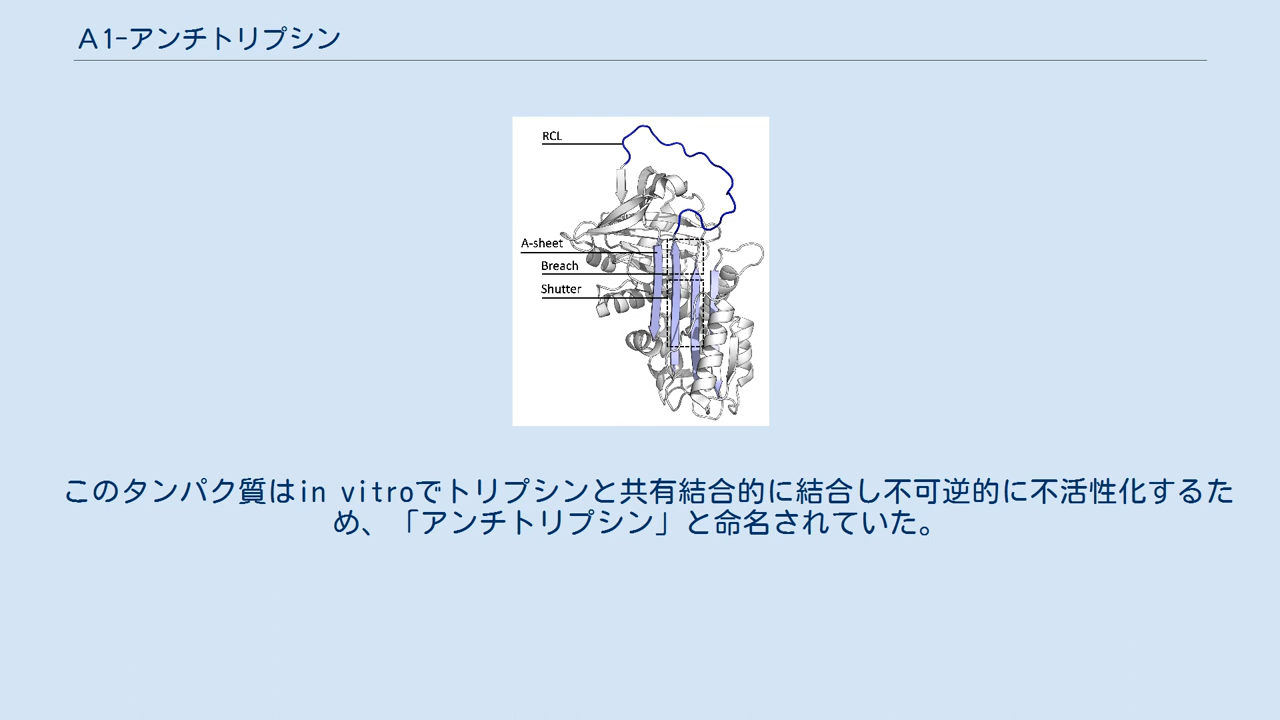 Α1-アンチトリプシン
RCL
A-sheet
Breach
Shutter
このタンパク質はin vitroでトリプシンと共有結合的に結合し不可逆的に不活性化するた
め、「アンチトリプシン」と命名されていた。